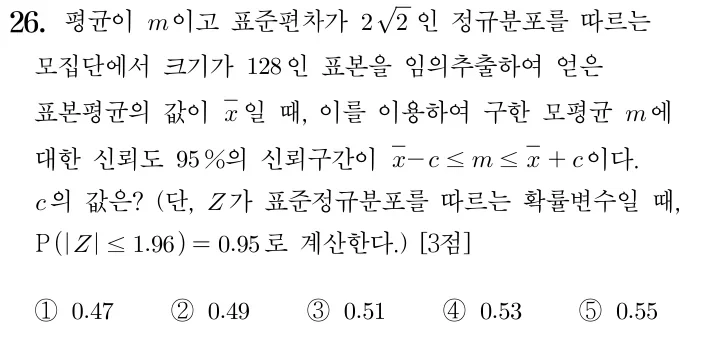 26. 평균이 m이고 표준편차가 2√2 인 정규분포를 따르는
모집단에서 크기가 128인 표본을 임의추출하여 얻은
표본평균의 값이 x̄일 때, 이를 이용하여 구한 모평균 m에
대한 신뢰도 95%의 신뢰구간이 x̄−c ≤ m ≤ x̄+c이다.
c의 값은? (단, Z가 표준정규분포를 따르는 확률변수일 때,
P(|Z| ≤ 1.96) = 0.95로 계산한다.) [3점]
① 0.47 ② 0.49 ③ 0.51 ④ 0.53 ⑤ 0.55